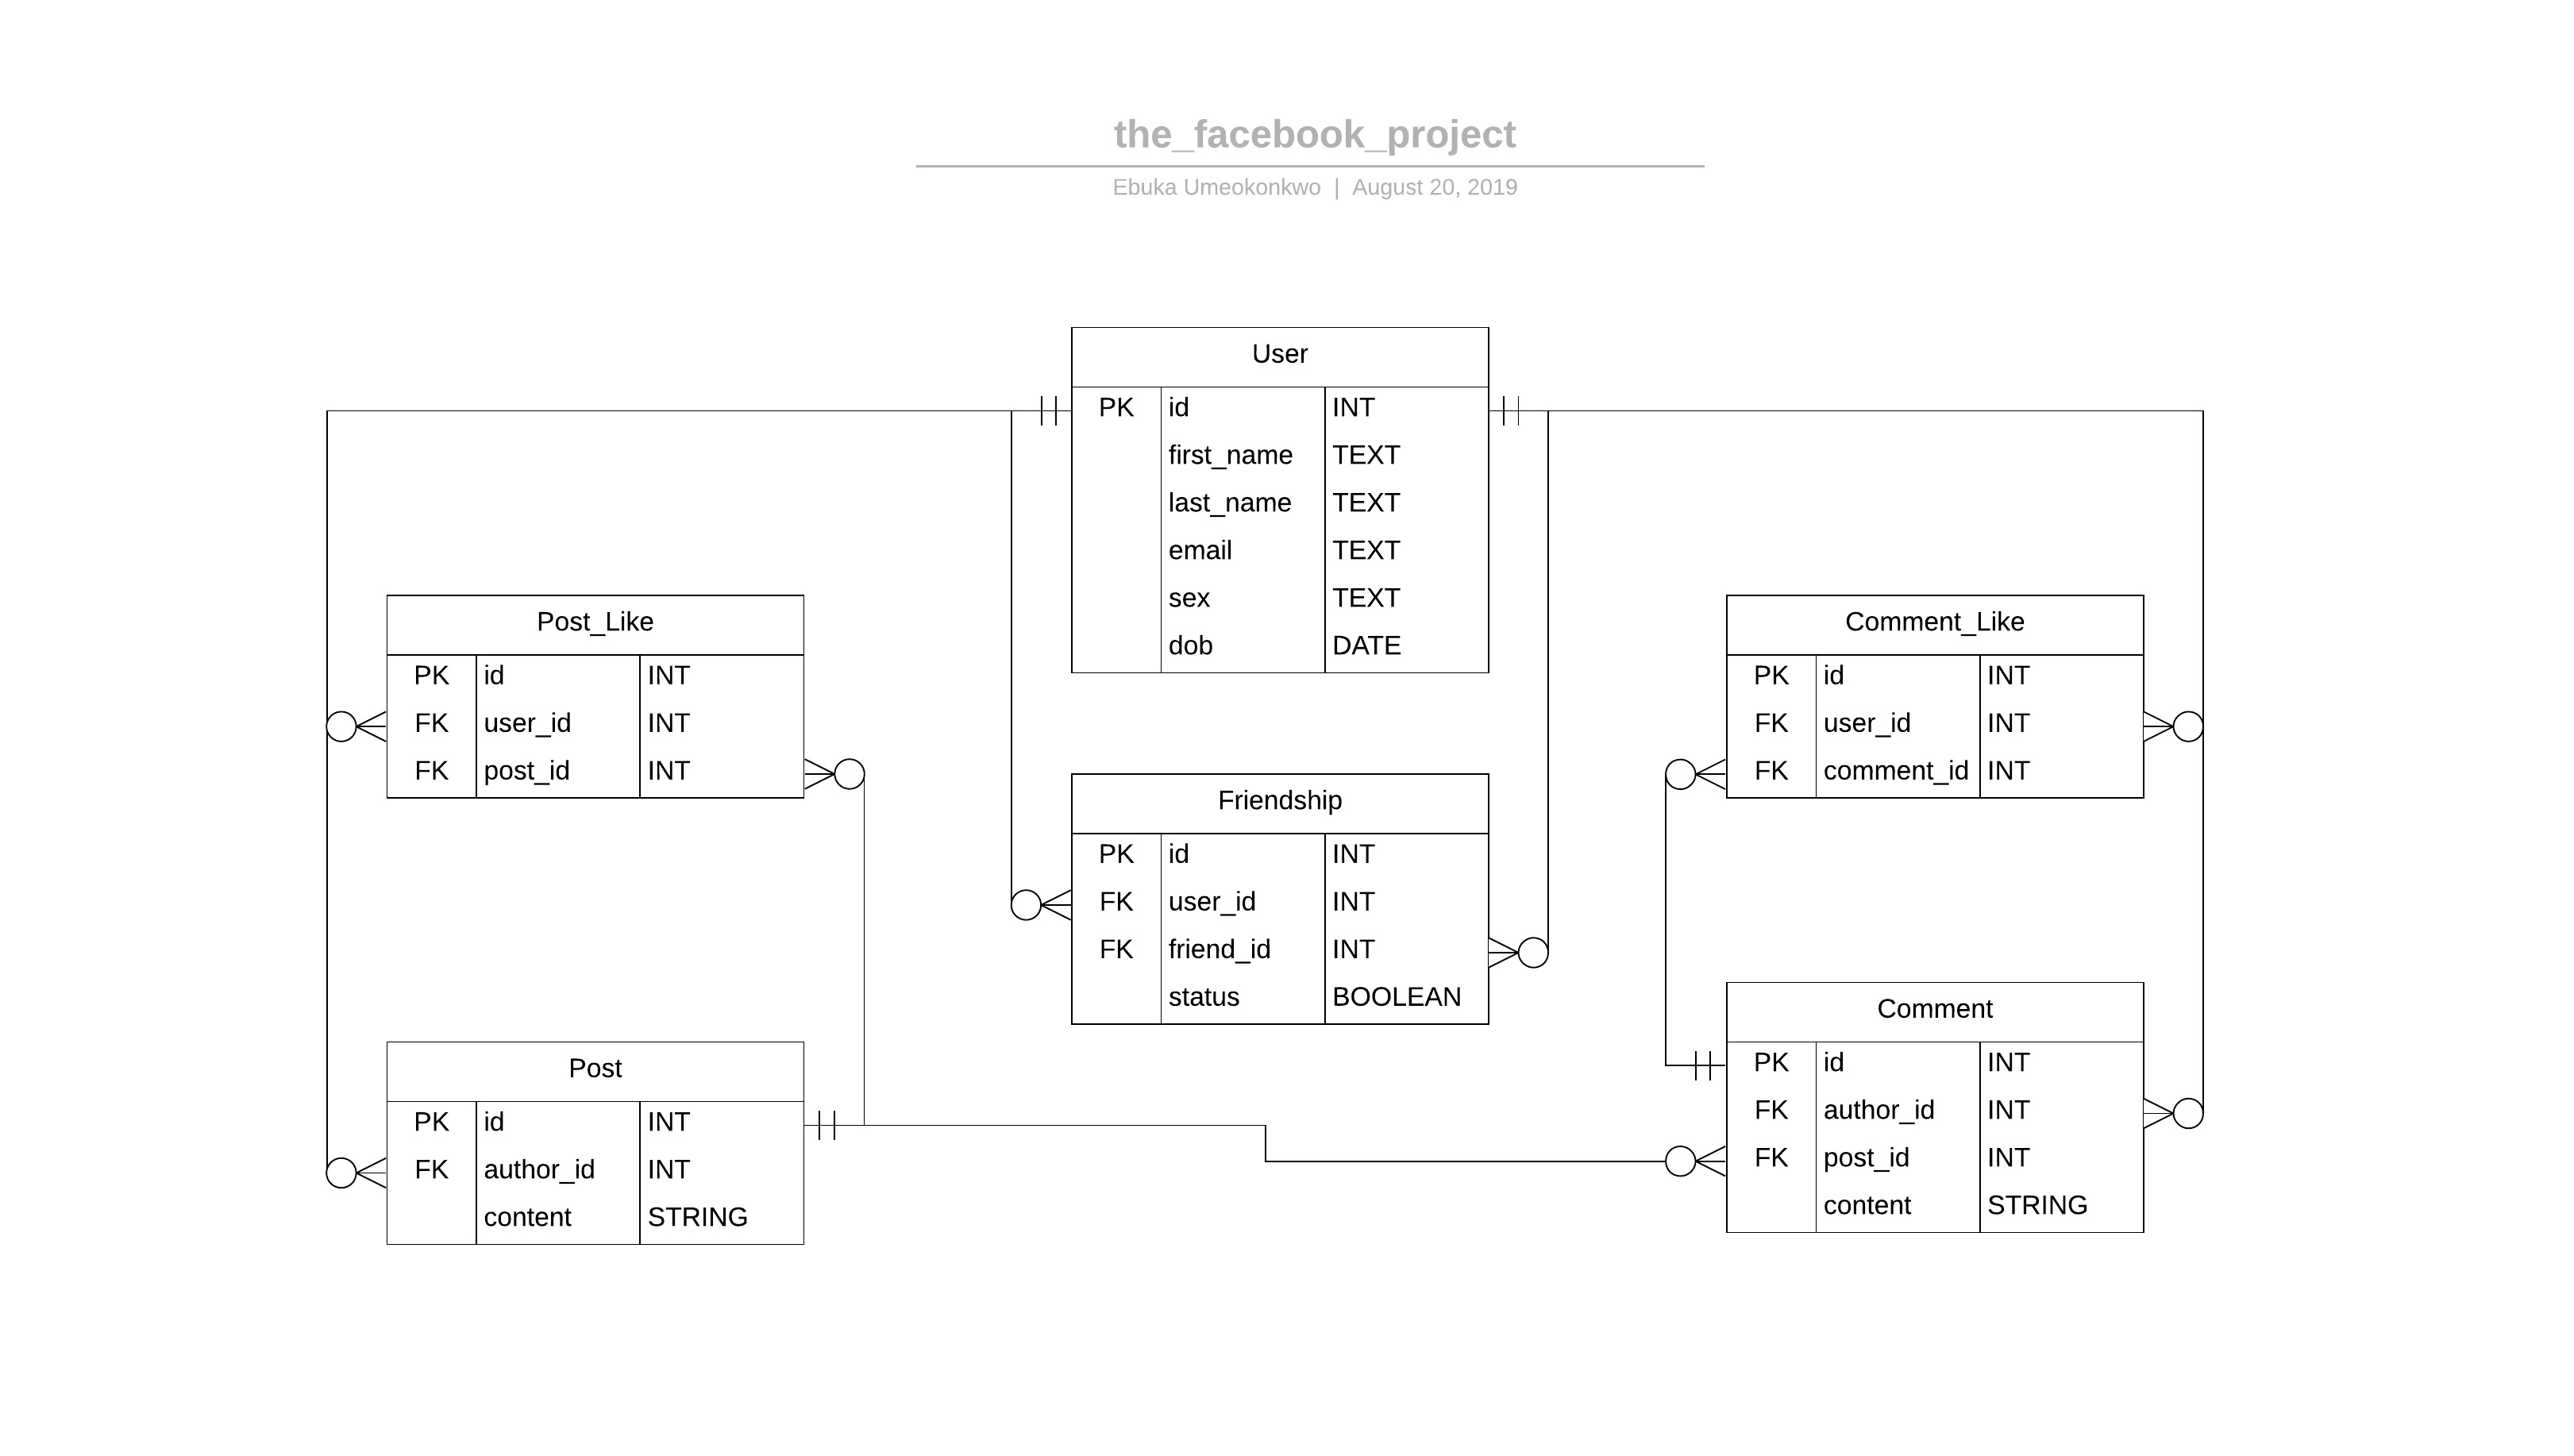 the_facebook_project
Ebuka Umeokonkwo | August 20, 2019
User
PK id INT
first_name TEXT
last_name TEXT
email TEXT
sex TEXT
dob DATE
Post_Like
PK id INT
FK user_id INT
FK post_id INT
Comment_Like
PK id INT
FK user_id INT
FK comment_id INT
Friendship
PK id INT
FK user_id INT
FK friend_id INT
status BOOLEAN
Post
PK id INT
FK author_id INT
content STRING
Comment
PK id INT
FK author_id INT
FK post_id INT
content STRING